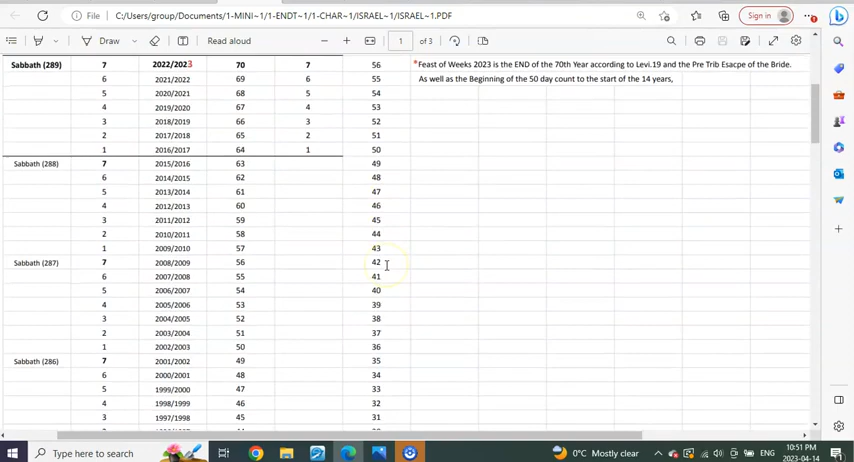 File
C:/Users/group/Documents/1-MINI~1/1-ENDT~1/1-CHAR~1/ISRAEL~1/ISRAEL~1.PDF
Sign in
Draw
Read aloud
1
of 3
Sabbath (289) 7 2022/2023 70 7 56 *Feast of Weeks 2023 is the END of the 70th Year according to Levi.19 and the Pre Trib Esacpe of the Bride.
6 2021/2022 69 6 55 As well as the Beginning of the 50 day count to the start of the 14 years,
5 2020/2021 68 5 54
4 2019/2020 67 4 53
3 2018/2019 66 3 52
2 2017/2018 65 2 51
1 2016/2017 64 1 50
Sabbath (288) 7 2015/2016 63 49
6 2014/2015 62 48
5 2013/2014 61 47
4 2012/2013 60 46
3 2011/2012 59 45
2 2010/2011 58 44
1 2009/2010 57 43
Sabbath (287) 7 2008/2009 56 42
6 2007/2008 55 41
5 2006/2007 54 40
4 2005/2006 53 39
3 2004/2005 52 38
2 2003/2004 51 37
1 2002/2003 50 36
Sabbath (286) 7 2001/2002 49 35
6 2000/2001 48 34
5 1999/2000 47 33
4 1998/1999 46 32
3 1997/1998 45 31
Type here to search
0°C Mostly clear
ENG
10:51 PM
2023-04-14